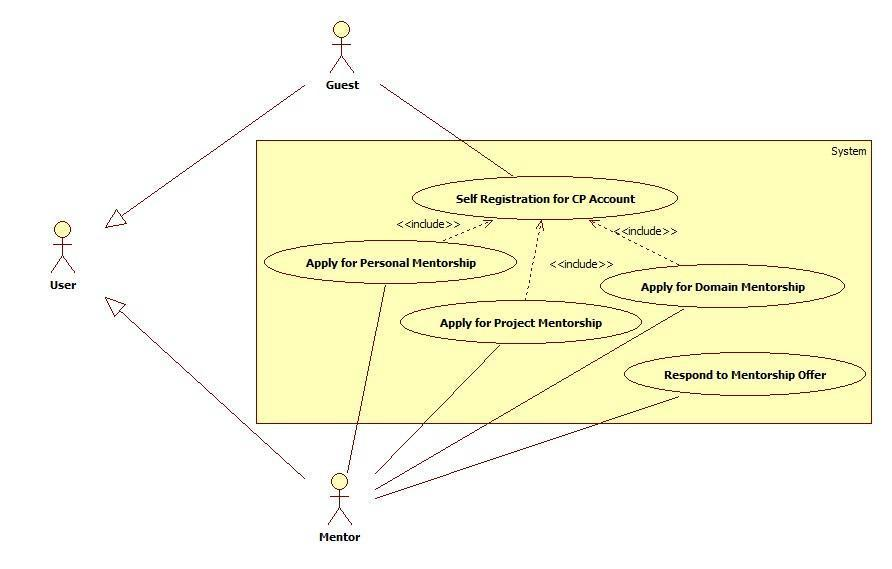 Guest
System
Self Registration for CP Account
<<include>>
<<include>>
User
Apply for Personal Mentorship
<<include>>
Apply for Domain Mentorship
Apply for Project Mentorship
Respond to Mentorship Offer
Mentor